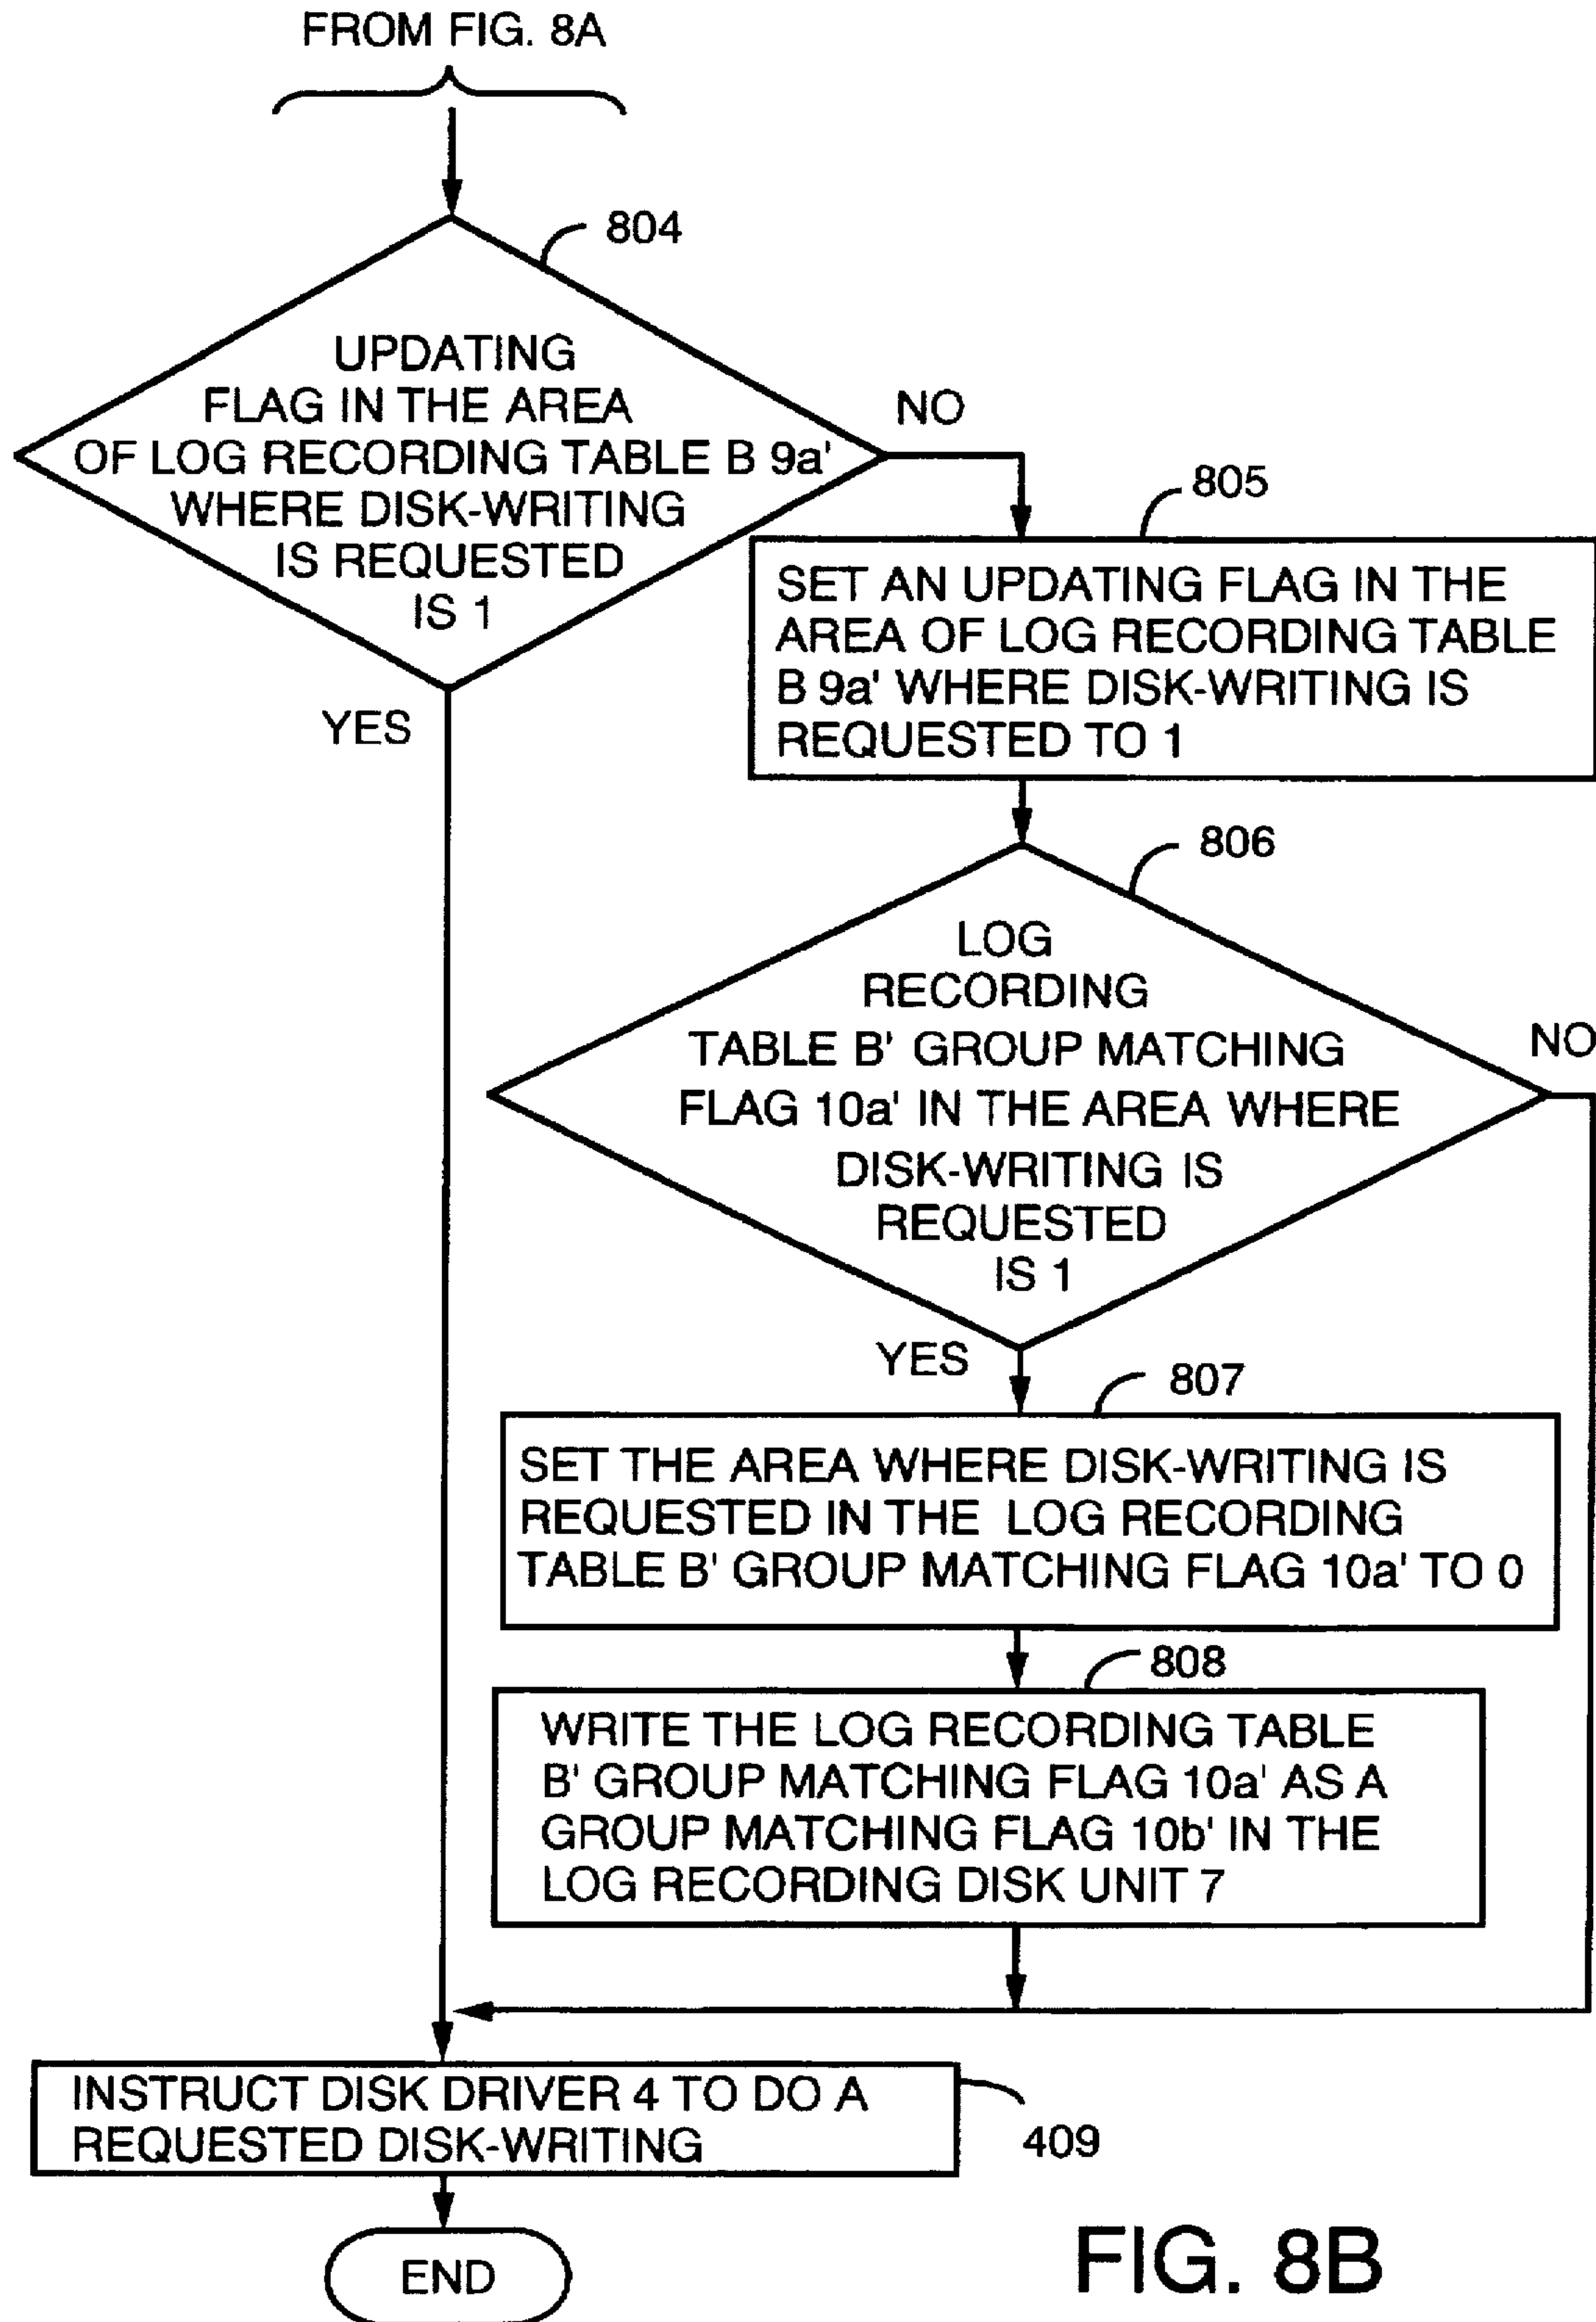 FROM FIG. 8A
804
UPDATING
FLAG IN THE AREA
OF LOG RECORDING TABLE B 9a'
WHERE DISK-WRITING
IS REQUESTED
IS 1
NO
YES
805
SET AN UPDATING FLAG IN THE
AREA OF LOG RECORDING TABLE
B 9a' WHERE DISK-WRITING IS
REQUESTED TO 1
806
LOG
RECORDING
TABLE B' GROUP MATCHING
FLAG 10a' IN THE AREA WHERE
DISK-WRITING IS
REQUESTED
IS 1
NO
YES
807
SET THE AREA WHERE DISK-WRITING IS
REQUESTED IN THE LOG RECORDING
TABLE B' GROUP MATCHING FLAG 10a' TO 0
808
WRITE THE LOG RECORDING TABLE
B' GROUP MATCHING FLAG 10a' AS A
GROUP MATCHING FLAG 10b' IN THE
LOG RECORDING DISK UNIT 7
INSTRUCT DISK DRIVER 4 TO DO A
REQUESTED DISK-WRITING
409
END
FIG. 8B